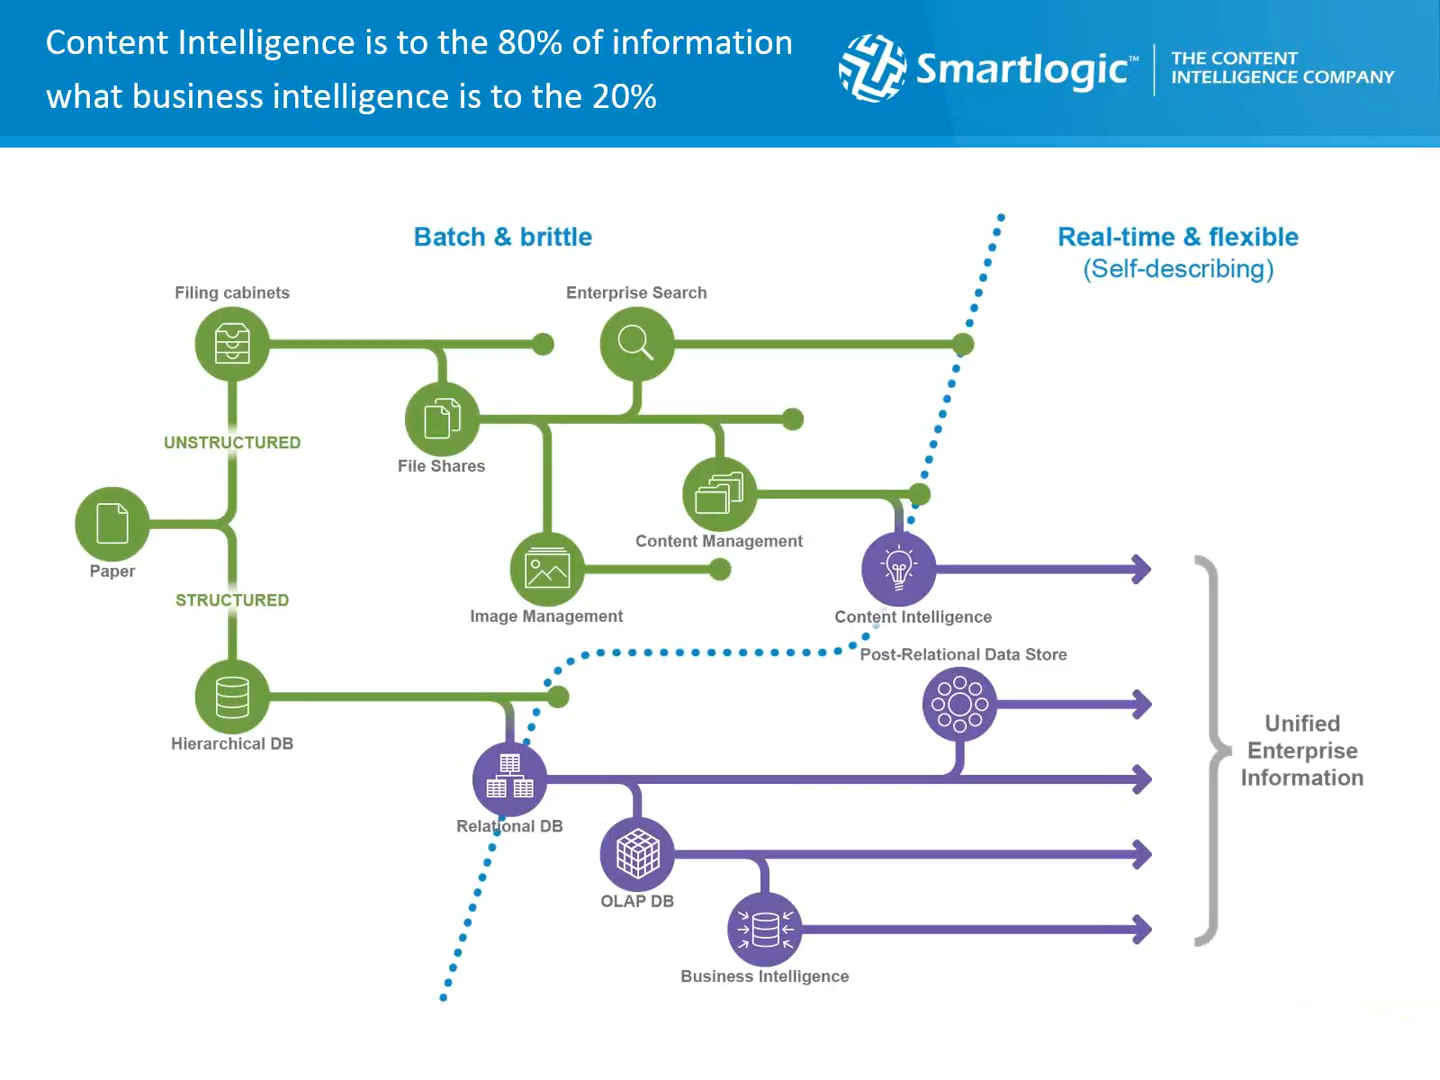 Content Intelligence is to the 80% of information
what business intelligence is to the 20%
Smartlogic™
THE CONTENT
INTELLIGENCE COMPANY
Batch & brittle
Real-time & flexible
(Self-describing)
Filing cabinets
Enterprise Search
UNSTRUCTURED
File Shares
Content Management
Paper
STRUCTURED
Image Management
Content Intelligence
Post-Relational Data Store
Hierarchical DB
Unified
Enterprise
Information
Relational DB
OLAP DB
Business Intelligence